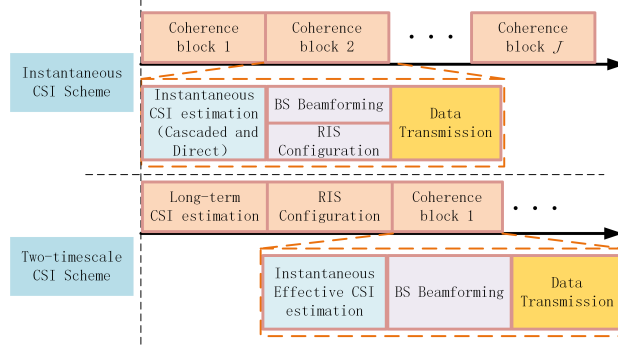 Coherence
block 1
Coherence
block 2
. . .
Coherence
block J
Instantaneous
CSI Scheme
Instantaneous
CSI estimation
(Cascaded and
Direct)
BS Beamforming
RIS
Configuration
Data
Transmission
Long-term
CSI estimation
RIS
Configuration
Coherence
block 1
. . .
Two-timescale
CSI Scheme
Instantaneous
Effective CSI
estimation
BS Beamforming
Data
Transmission